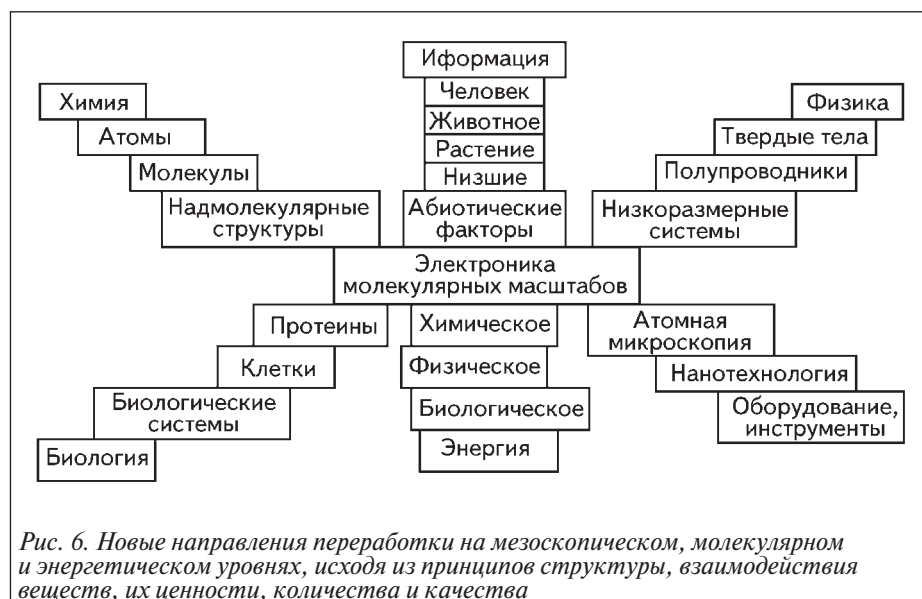 Иформация
Человек
Животное
Растение
Низшие
Абиотические
факторы
Химия
Атомы
Молекулы
Надмолекулярные
структуры
Физика
Твердые тела
Полупроводники
Низкоразмерные
системы
Электроника
молекулярных масштабов
Протеины
Клетки
Биологические
системы
Биология
Химическое
Физическое
Биологическое
Энергия
Атомная
микроскопия
Нанотехнология
Оборудование,
инструменты
Рис. 6. Новые направления переработки на мезоскопическом, молекулярном
и энергетическом уровнях, исходя из принципов структуры, взаимодействия
веществ, их ценности, количества и качества